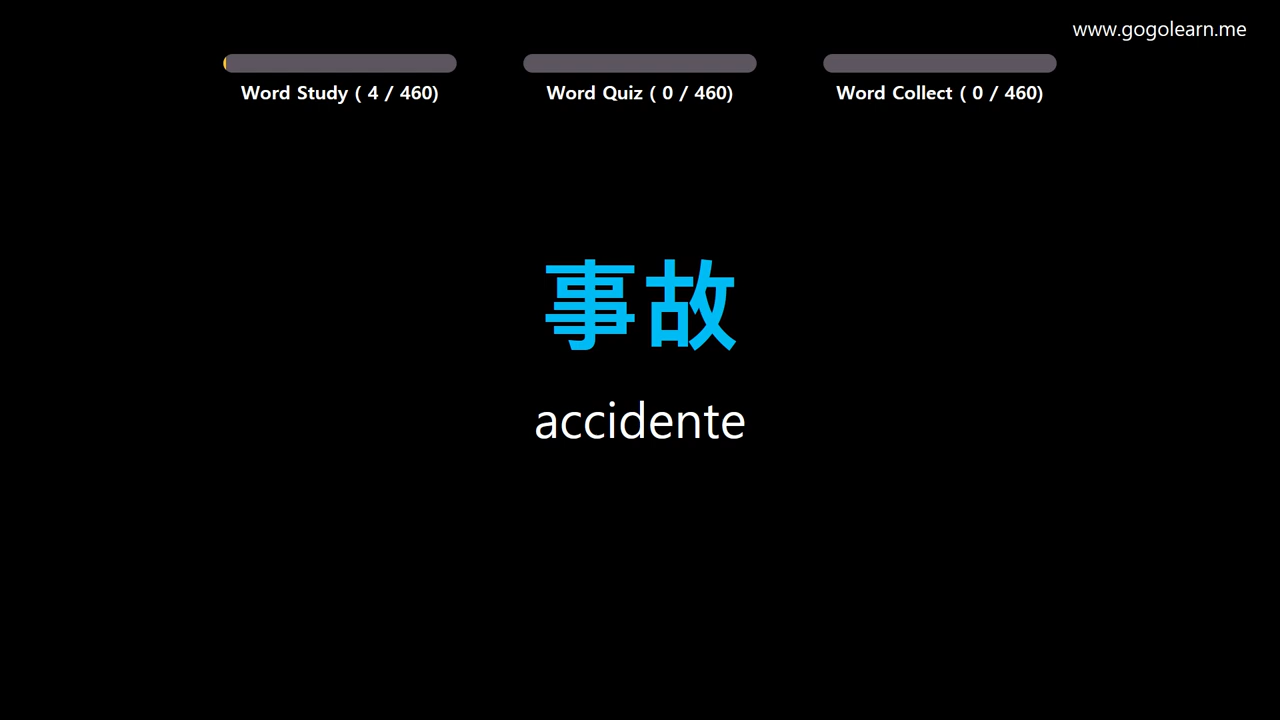 www.gogolearn.me
Word Study ( 4 / 460)
Word Quiz ( 0 / 460)
Word Collect ( 0 / 460)
事故
accidente